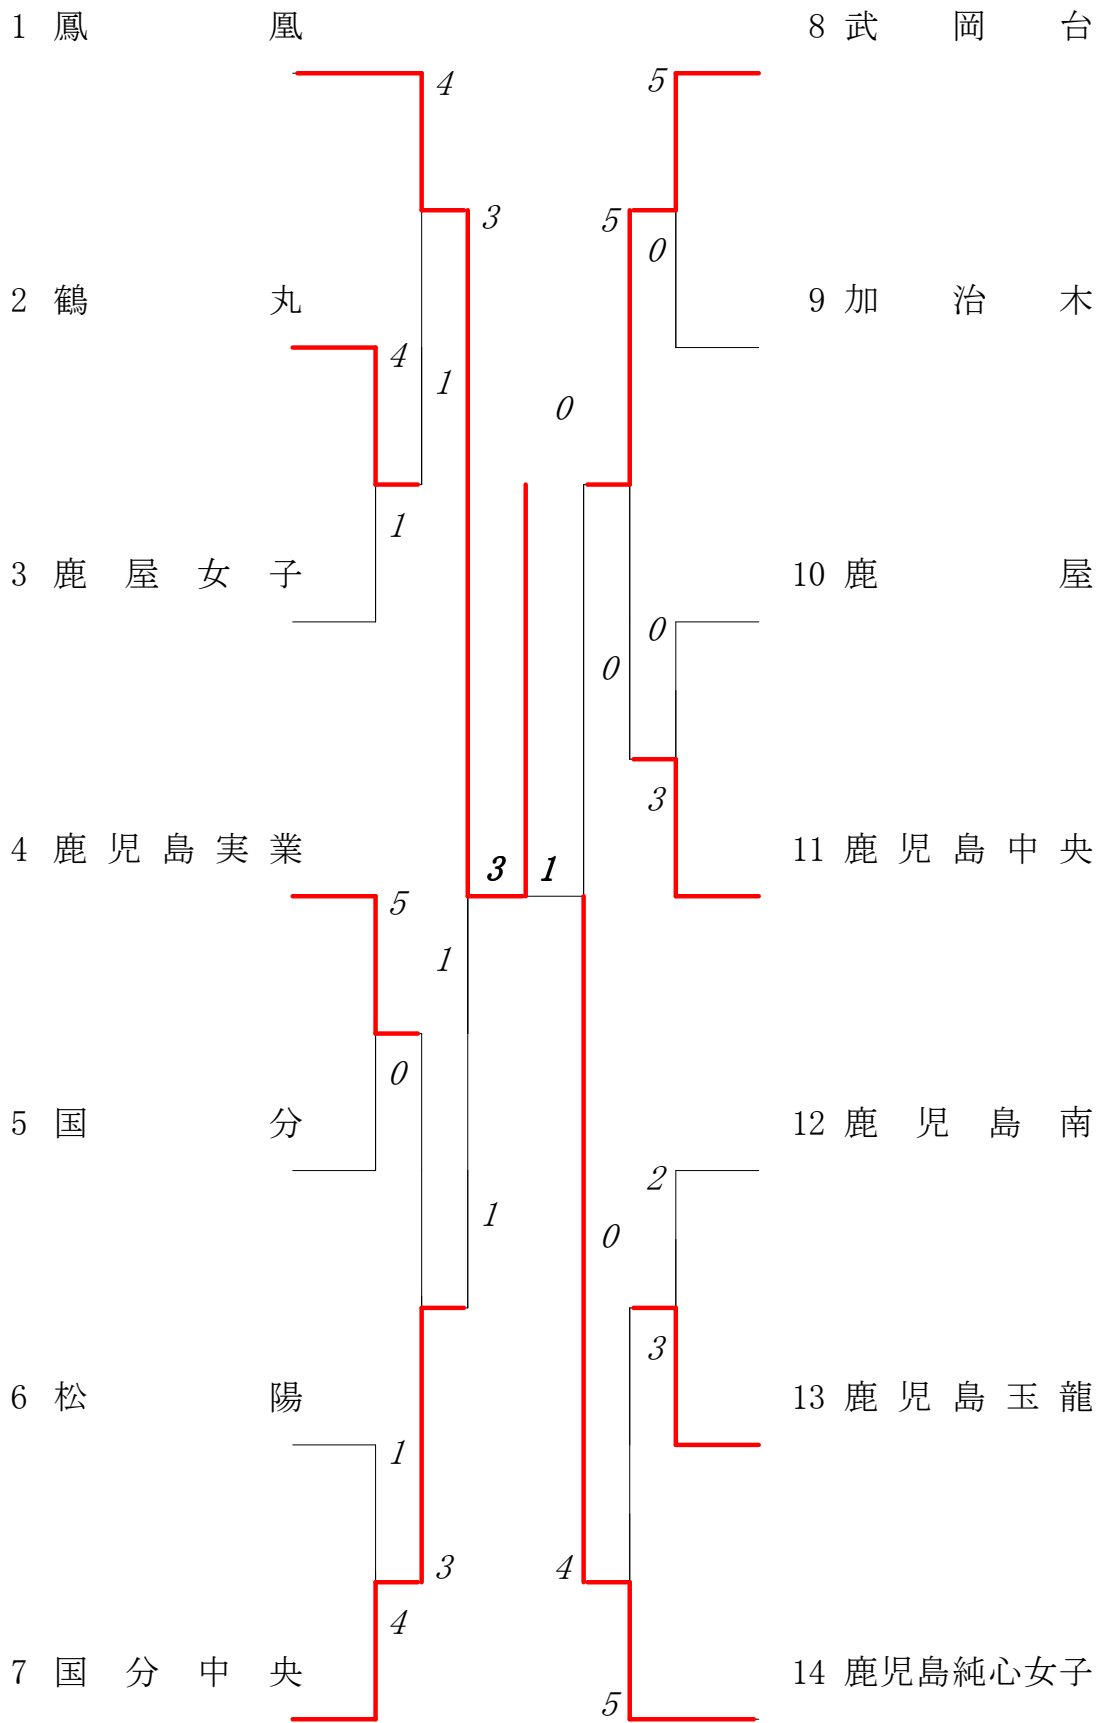 1 鳳凰
8 武岡台
4
5
3
5
0
2 鶴丸
9 加治木
4
1
0
1
3 鹿屋女子
10 鹿屋
0
0
3
4 鹿児島実業
3 1
11 鹿児島中央
5
1
0
5 国分
12 鹿児島南
2
1
0
3
6 松陽
13 鹿児島玉龍
1
3
4
4
7 国分中央
14 鹿児島純心女子
5